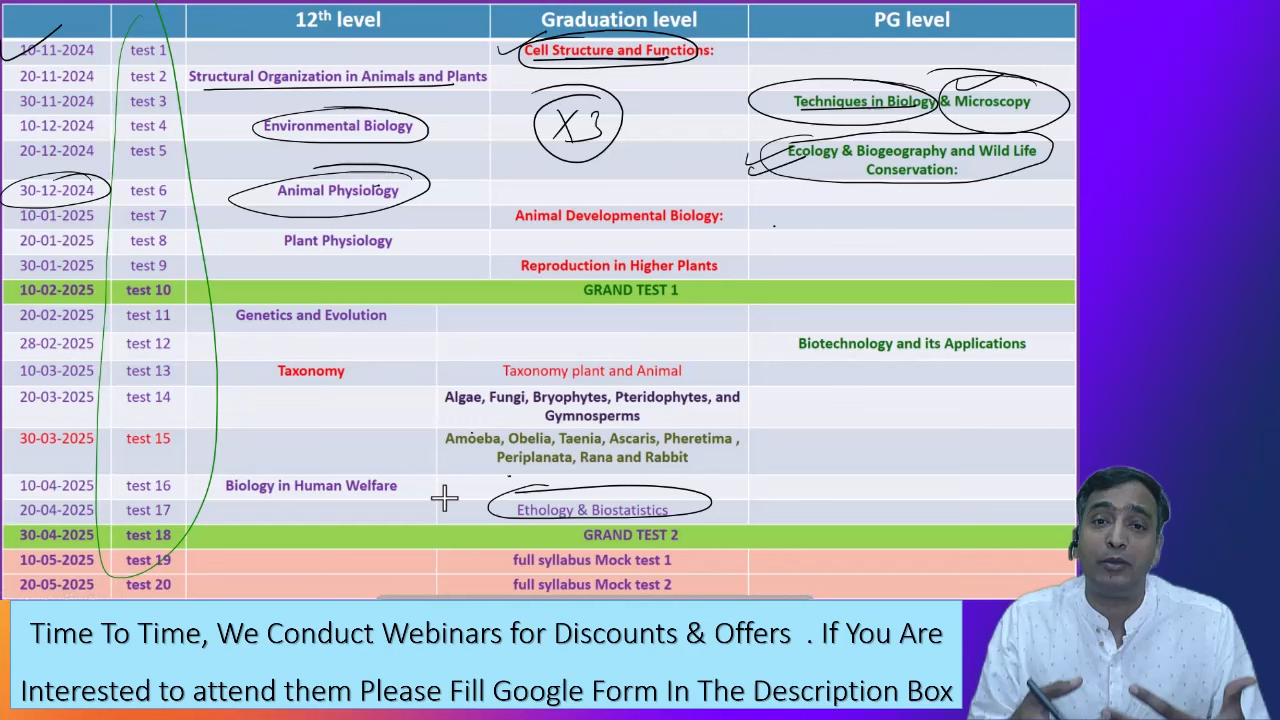 12th level Graduation level PG level
10-11-2024 test 1 Cell Structure and Functions:
20-11-2024 test 2 Structural Organization in Animals and Plants
30-11-2024 test 3 Techniques in Biology & Microscopy
10-12-2024 test 4 Environmental Biology
X3
20-12-2024 test 5 Ecology & Biogeography and Wild Life
Conservation:
30-12-2024 test 6 Animal Physiology
10-01-2025 test 7 Animal Developmental Biology:
20-01-2025 test 8 Plant Physiology
30-01-2025 test 9 Reproduction in Higher Plants
10-02-2025 test 10 GRAND TEST 1
20-02-2025 test 11 Genetics and Evolution
28-02-2025 test 12 Biotechnology and its Applications
10-03-2025 test 13 Taxonomy Taxonomy plant and Animal
20-03-2025 test 14 Algae, Fungi, Bryophytes, Pteridophytes, and
Gymnosperms
30-03-2025 test 15 Amoeba, Obelia, Taenia, Ascaris, Pheretima ,
Periplanata, Rana and Rabbit
10-04-2025 test 16 Biology in Human Welfare
20-04-2025 test 17 Ethology & Biostatistics
30-04-2025 test 18 GRAND TEST 2
10-05-2025 test 19 full syllabus Mock test 1
20-05-2025 test 20 full syllabus Mock test 2
Time To Time, We Conduct Webinars for Discounts & Offers . If You Are
Interested to attend them Please Fill Google Form In The Description Box